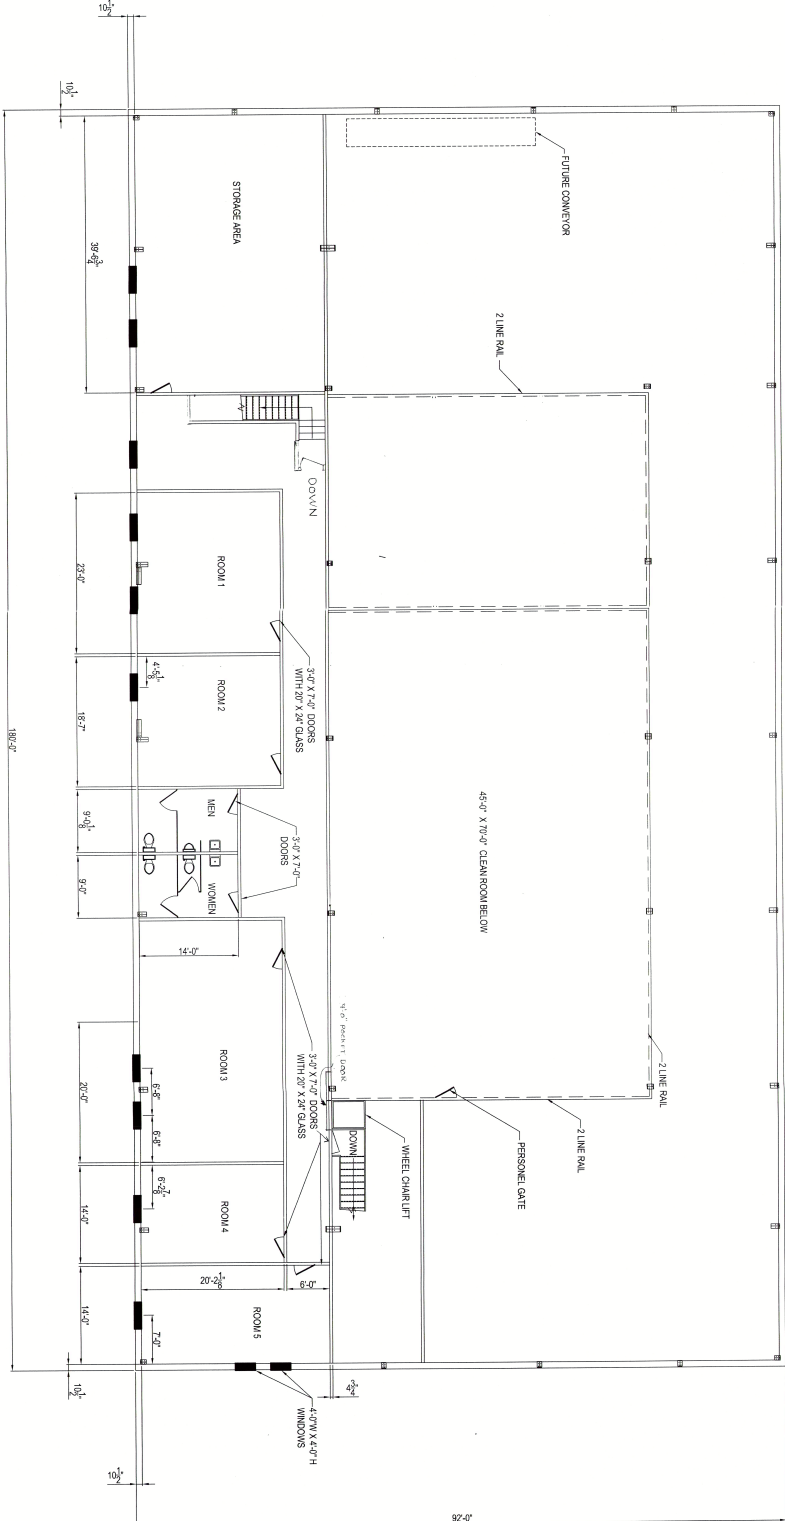 10 1/2"
10 1/2"
FUTURE CONVEYOR
STORAGE AREA
39'-6 3/4"
2 LINE RAIL
DOWN
ROOM 1
23'-0"
3'-0" X 7'-0" DOORS
WITH 20" X 24" GLASS
4'-5 1/8"
ROOM 2
18'-7"
180'-0"
45'-0" X 70'-0" CLEAN ROOM BELOW
MEN
9'-0 1/8"
3'-0" X 7'-0"
DOORS
WOMEN
9'-0"
14'-0"
POCKET DOOR
3'-0" X 7'-0" DOORS
WITH 20" X 24" GLASS
ROOM 3
20'-0"
6'-8"
6'-8"
2 LINE RAIL
2 LINE RAIL
PERSONEL GATE
WHEEL CHAIR LIFT
DOWN
6'-2 7/8"
ROOM 4
14'-0"
20'-2 1/8"
6'-0"
ROOM 5
14'-0"
7'-0"
4 3/4"
10 1/2"
4'-0"W X 4'-0" H
WINDOWS
10 1/2"
92'-0"